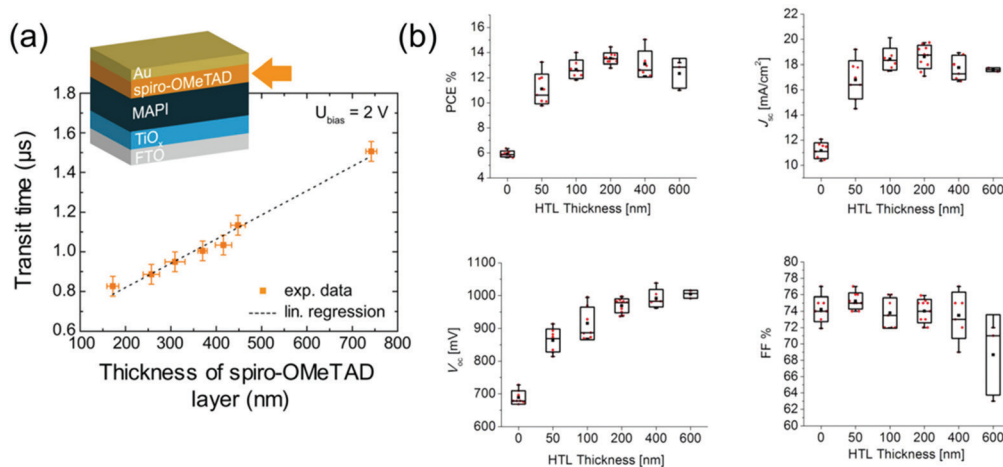 (a)
Au
spiro-OMeTAD
MAPI
TiOx
FTO
U_bias = 2 V
Transit time (µs)
1.8
1.6
1.4
1.2
1.0
0.8
0.6
exp. data
lin. regression
100 200 300 400 500 600 700 800
Thickness of spiro-OMeTAD
layer (nm)
(b)
PCE %
16
14
12
10
8
6
4
0 50 100 200 400 600
HTL Thickness [nm]
Jsc [mA/cm²]
22
20
18
16
14
12
10
0 50 100 200 400 600
HTL Thickness [nm]
Voc [mV]
1100
1000
900
800
700
600
0 50 100 200 400 600
HTL Thickness [nm]
FF %
84
82
80
78
76
74
72
70
68
66
64
62
60
0 50 100 200 400 600
HTL Thickness [nm]